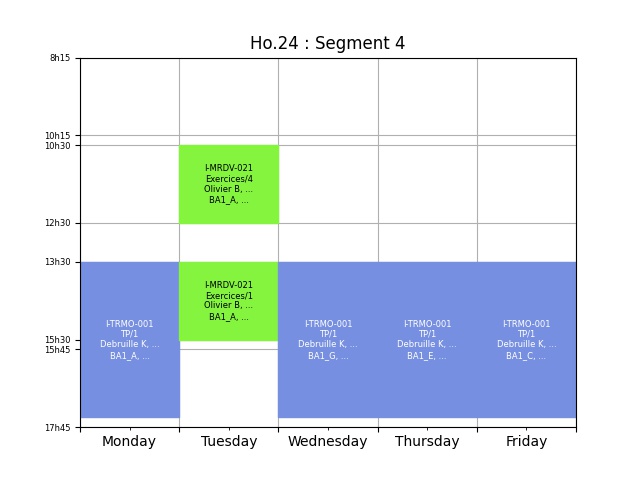 Ho.24 : Segment 4
8h15
10h15
10h30
12h30
13h30
15h30
15h45
17h45
I-MRDV-021
Exercices/4
Olivier B, ...
BA1_A, ...
I-TRMO-001
TP/1
Debruille K, ...
BA1_A, ...
I-MRDV-021
Exercices/1
Olivier B, ...
BA1_A, ...
I-TRMO-001
TP/1
Debruille K, ...
BA1_G, ...
I-TRMO-001
TP/1
Debruille K, ...
BA1_E, ...
I-TRMO-001
TP/1
Debruille K, ...
BA1_C, ...
Monday Tuesday Wednesday Thursday Friday